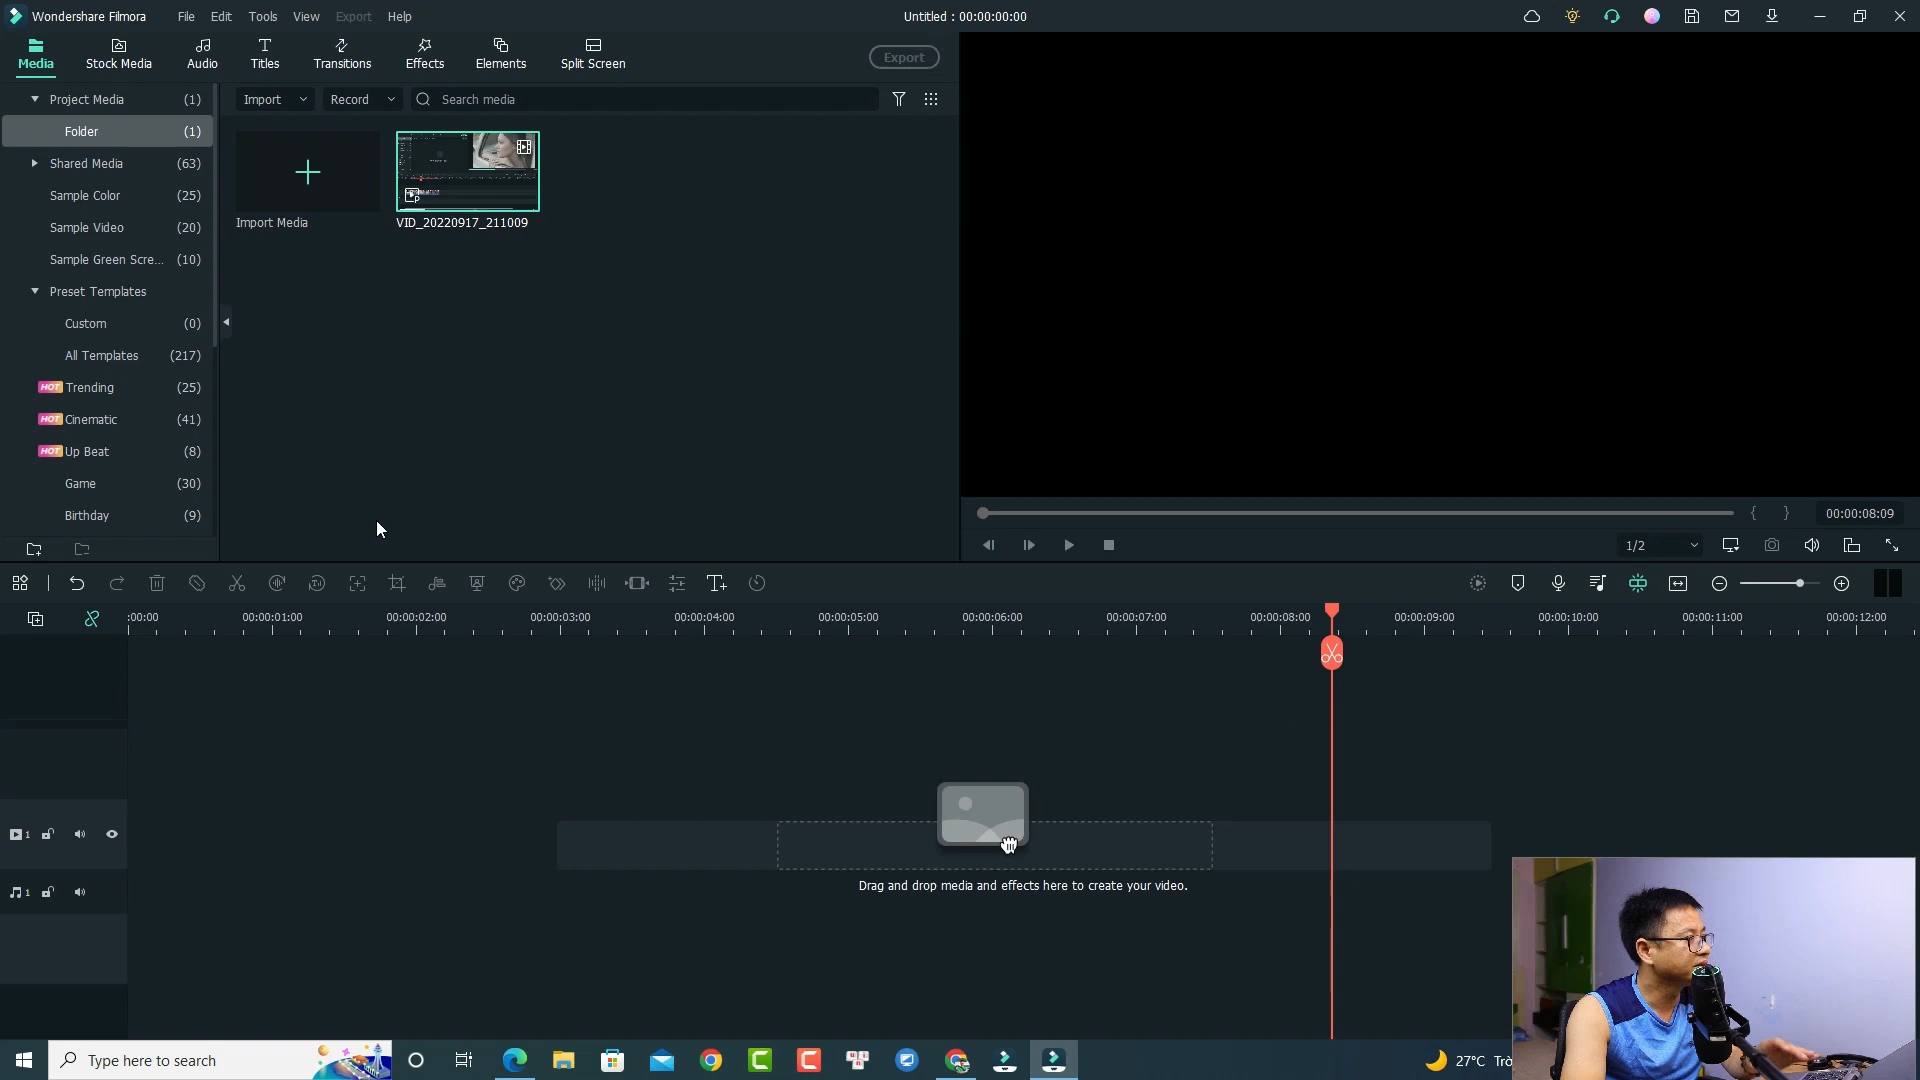 Wondershare Filmora File Edit Tools View Export Help Untitled : 00:00:00:00
Media Stock Media Audio Titles Transitions Effects Elements Split Screen Export
Project Media (1)
Folder (1)
Shared Media (63)
Sample Color (25)
Sample Video (20)
Sample Green Scre... (10)
Preset Templates
Custom (0)
All Templates (217)
HOT Trending (25)
HOT Cinematic (41)
HOT Up Beat (8)
Game (30)
Birthday (9)
Import Record Search media
Import Media VID_20220917_211009
{ } 00:00:08:09
1/2
:00:00 00:00:01:00 00:00:02:00 00:00:03:00 00:00:04:00 00:00:05:00 00:00:06:00 00:00:07:00 00:00:08:00 00:00:09:00 00:00:10:00 00:00:11:00 00:00:12:00
1
1
Drag and drop media and effects here to create your video.
Type here to search 27°C